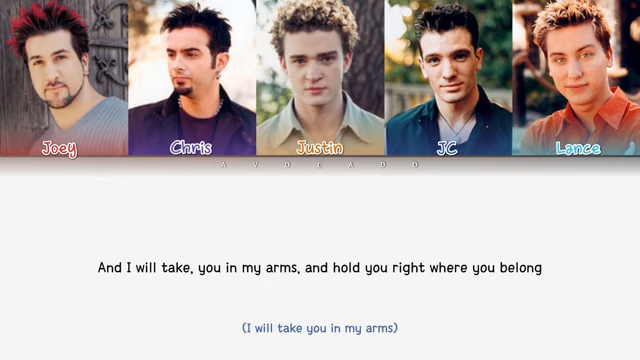 Joey Chris Justin JC Lance
A V O C A D O
And I will take, you in my arms, and hold you right where you belong
(I will take you in my arms)